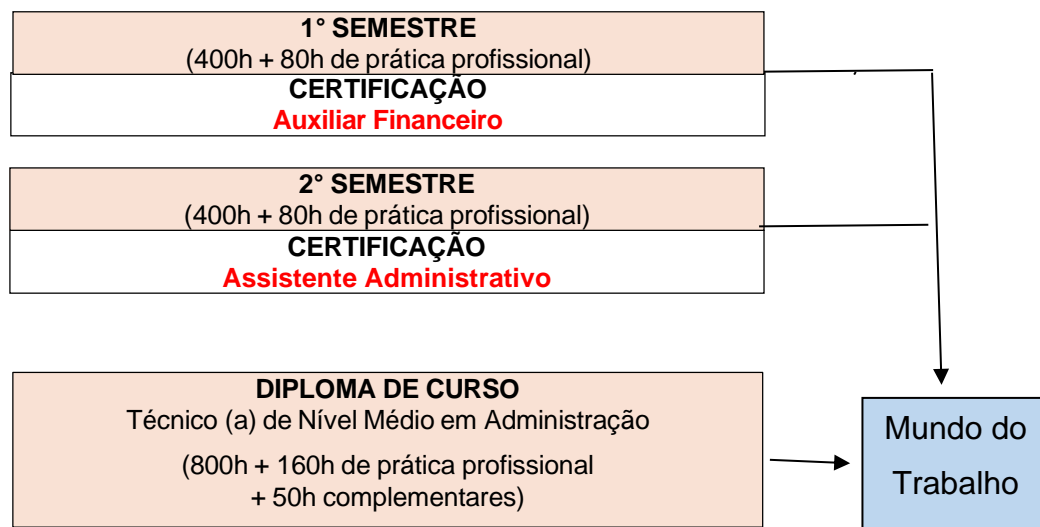 1° SEMESTRE
(400h + 80h de prática profissional)
CERTIFICAÇÃO
Auxiliar Financeiro
2° SEMESTRE
(400h + 80h de prática profissional)
CERTIFICAÇÃO
Assistente Administrativo
DIPLOMA DE CURSO
Técnico (a) de Nível Médio em Administração
(800h + 160h de prática profissional
+ 50h complementares)
Mundo do
Trabalho